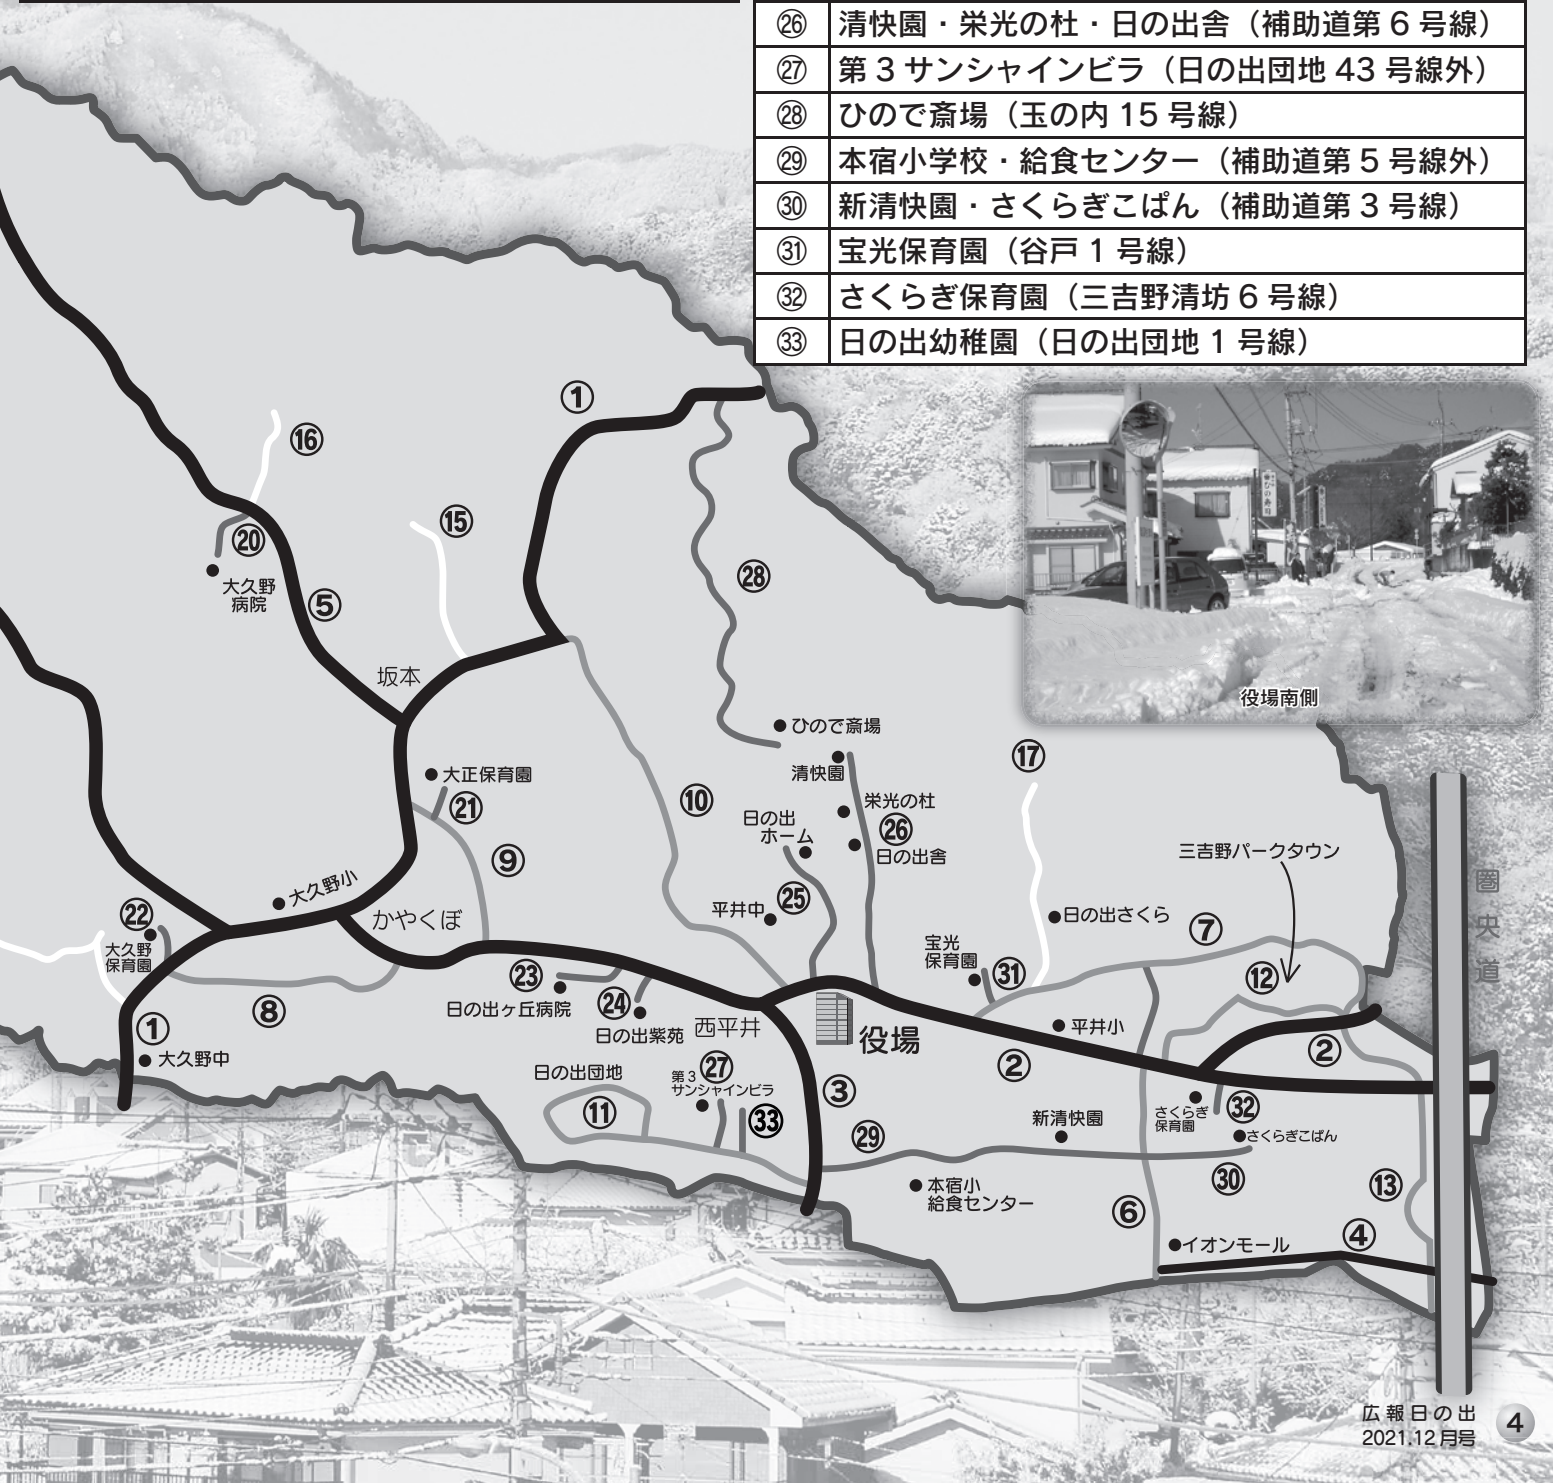 ㉖ 清快園・栄光の杜・日の出舎（補助道第 6 号線）
㉗ 第 3 サンシャインビラ（日の出団地 43 号線外）
㉘ ひので斎場（玉の内 15 号線）
㉙ 本宿小学校・給食センター（補助道第 5 号線外）
㉚ 新清快園・さくらぎこぱん（補助道第 3 号線）
㉛ 宝光保育園（谷戸 1 号線）
㉜ さくらぎ保育園（三吉野清坊 6 号線）
㉝ 日の出幼稚園（日の出団地 1 号線）
①
⑯
⑮
⑳
大久野
病院
⑤
㉘
坂本
役場南側
ひので斎場
清快園
⑰
大正保育園
㉑
⑩
栄光の杜
㉖
日の出舎
日の出
ホーム
㉕
平井中
⑨
三吉野パークタウン
圏央道
大久野小
かやくぼ
㉒
大久野
保育園
日の出さくら
⑦
宝光
保育園
㉛
⑫
㉓
日の出ヶ丘病院
㉔
日の出紫苑
西平井
⑧
①
大久野中
役場
平井小
②
②
日の出団地
⑪
第３
サンシャインビラ
㉗
㉝
③
㉙
新清快園
さくらぎ
保育園
㉜
さくらぎこぱん
㉚
⑬
本宿小
給食センター
⑥
イオンモール
④
広報日の出
2021.12 月号
4